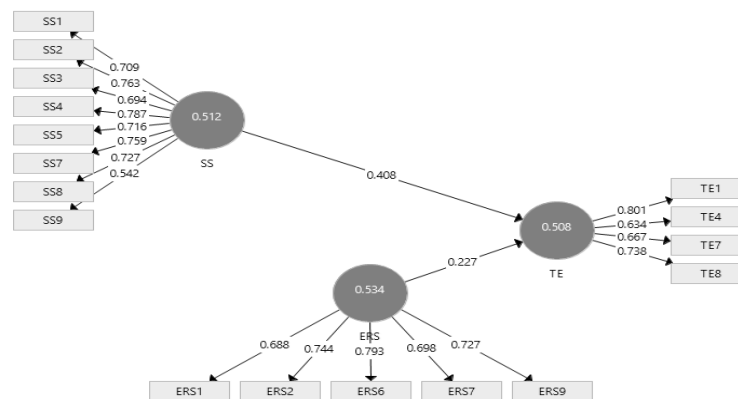 SS1
SS2
SS3
SS4
SS5
SS7
SS8
SS9
0.709
0.763
0.694
0.787
0.716
0.759
0.727
0.542
0.512
SS
0.408
0.227
0.508
TE
0.801
0.634
0.667
0.738
TE1
TE4
TE7
TE8
0.534
ERS
0.688
0.744
0.793
0.698
0.727
ERS1
ERS2
ERS6
ERS7
ERS9